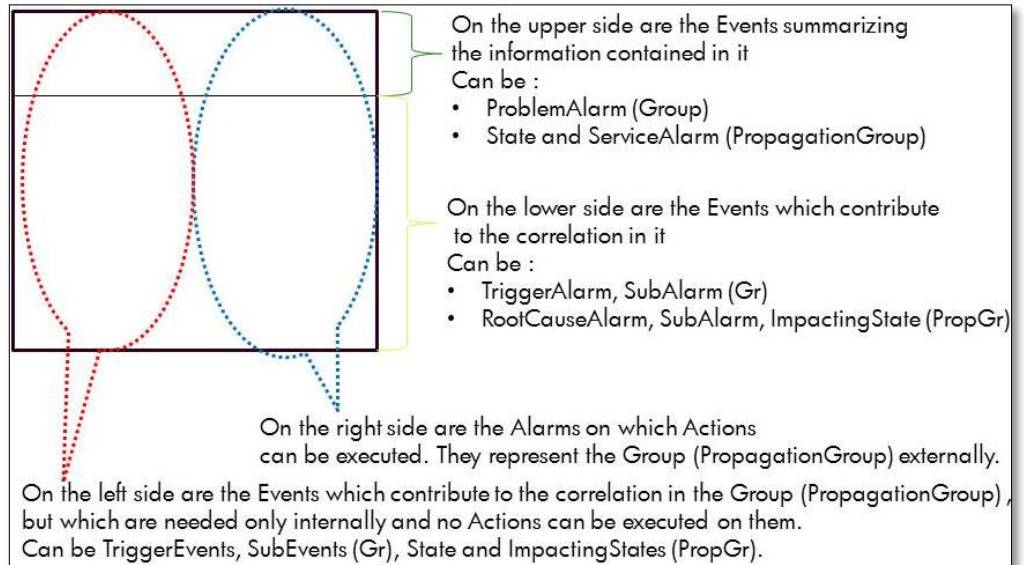 On the upper side are the Events summarizing
the information contained in it
Can be :
• ProblemAlarm (Group)
• State and ServiceAlarm (PropagationGroup)
On the lower side are the Events which contribute
to the correlation in it
Can be :
• TriggerAlarm, SubAlarm (Gr)
• RootCauseAlarm, SubAlarm, ImpactingState (PropGr)
On the right side are the Alarms on which Actions
can be executed. They represent the Group (PropagationGroup) externally.
On the left side are the Events which contribute to the correlation in the Group (PropagationGroup) ,
but which are needed only internally and no Actions can be executed on them.
Can be TriggerEvents, SubEvents (Gr), State and ImpactingStates (PropGr).